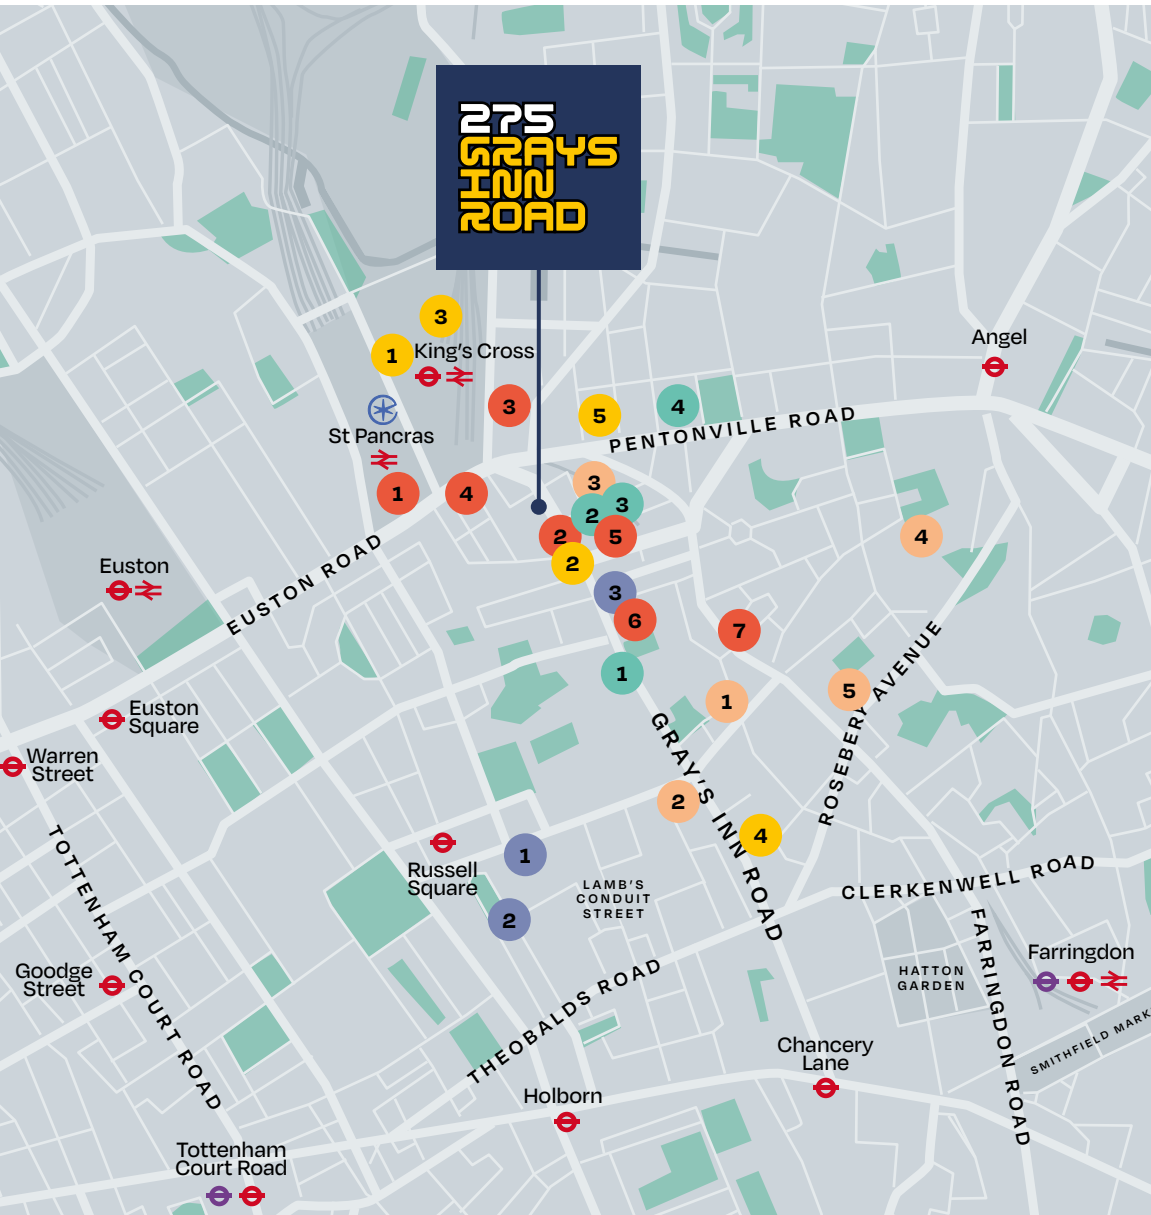 275
GRAYS
INN
ROAD
3
1
King's Cross
Angel
3
5
4
PENTONVILLE ROAD
St Pancras
1
4
3
3
2
2
5
4
2
EUSTON ROAD
Euston
3
6
7
1
1
5
ROSEBERY AVENUE
Euston
Square
GRAY'S INN ROAD
Warren
Street
2
4
TOTTENHAM COURT ROAD
1
Russell
Square
LAMB'S
CONDUIT
STREET
CLERKENWELL ROAD
2
FARRINGDON ROAD
Farringdon
Goodge
Street
HATTON
GARDEN
THEOBALDS ROAD
SMITHFIELD MARK
Chancery
Lane
Holborn
Tottenham
Court Road